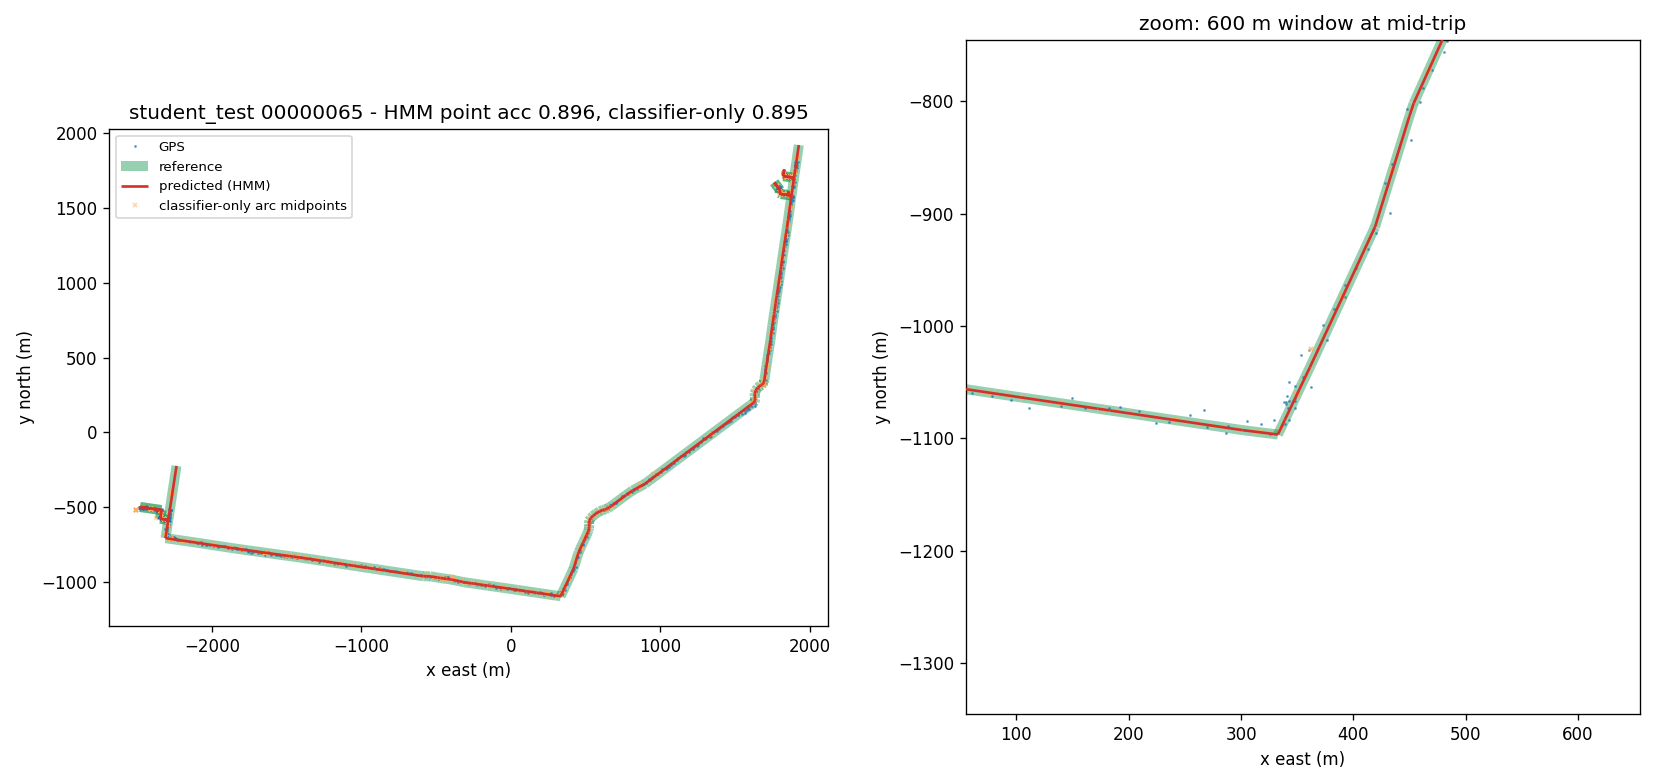 student_test 00000065 - HMM point acc 0.896, classifier-only 0.895
GPS
reference
predicted (HMM)
classifier-only arc midpoints
2000
1500
1000
500
0
−500
−1000
y north (m)
−2000
−1000
0
1000
2000
x east (m)
zoom: 600 m window at mid-trip
−800
−900
−1000
−1100
−1200
−1300
y north (m)
100
200
300
400
500
600
x east (m)